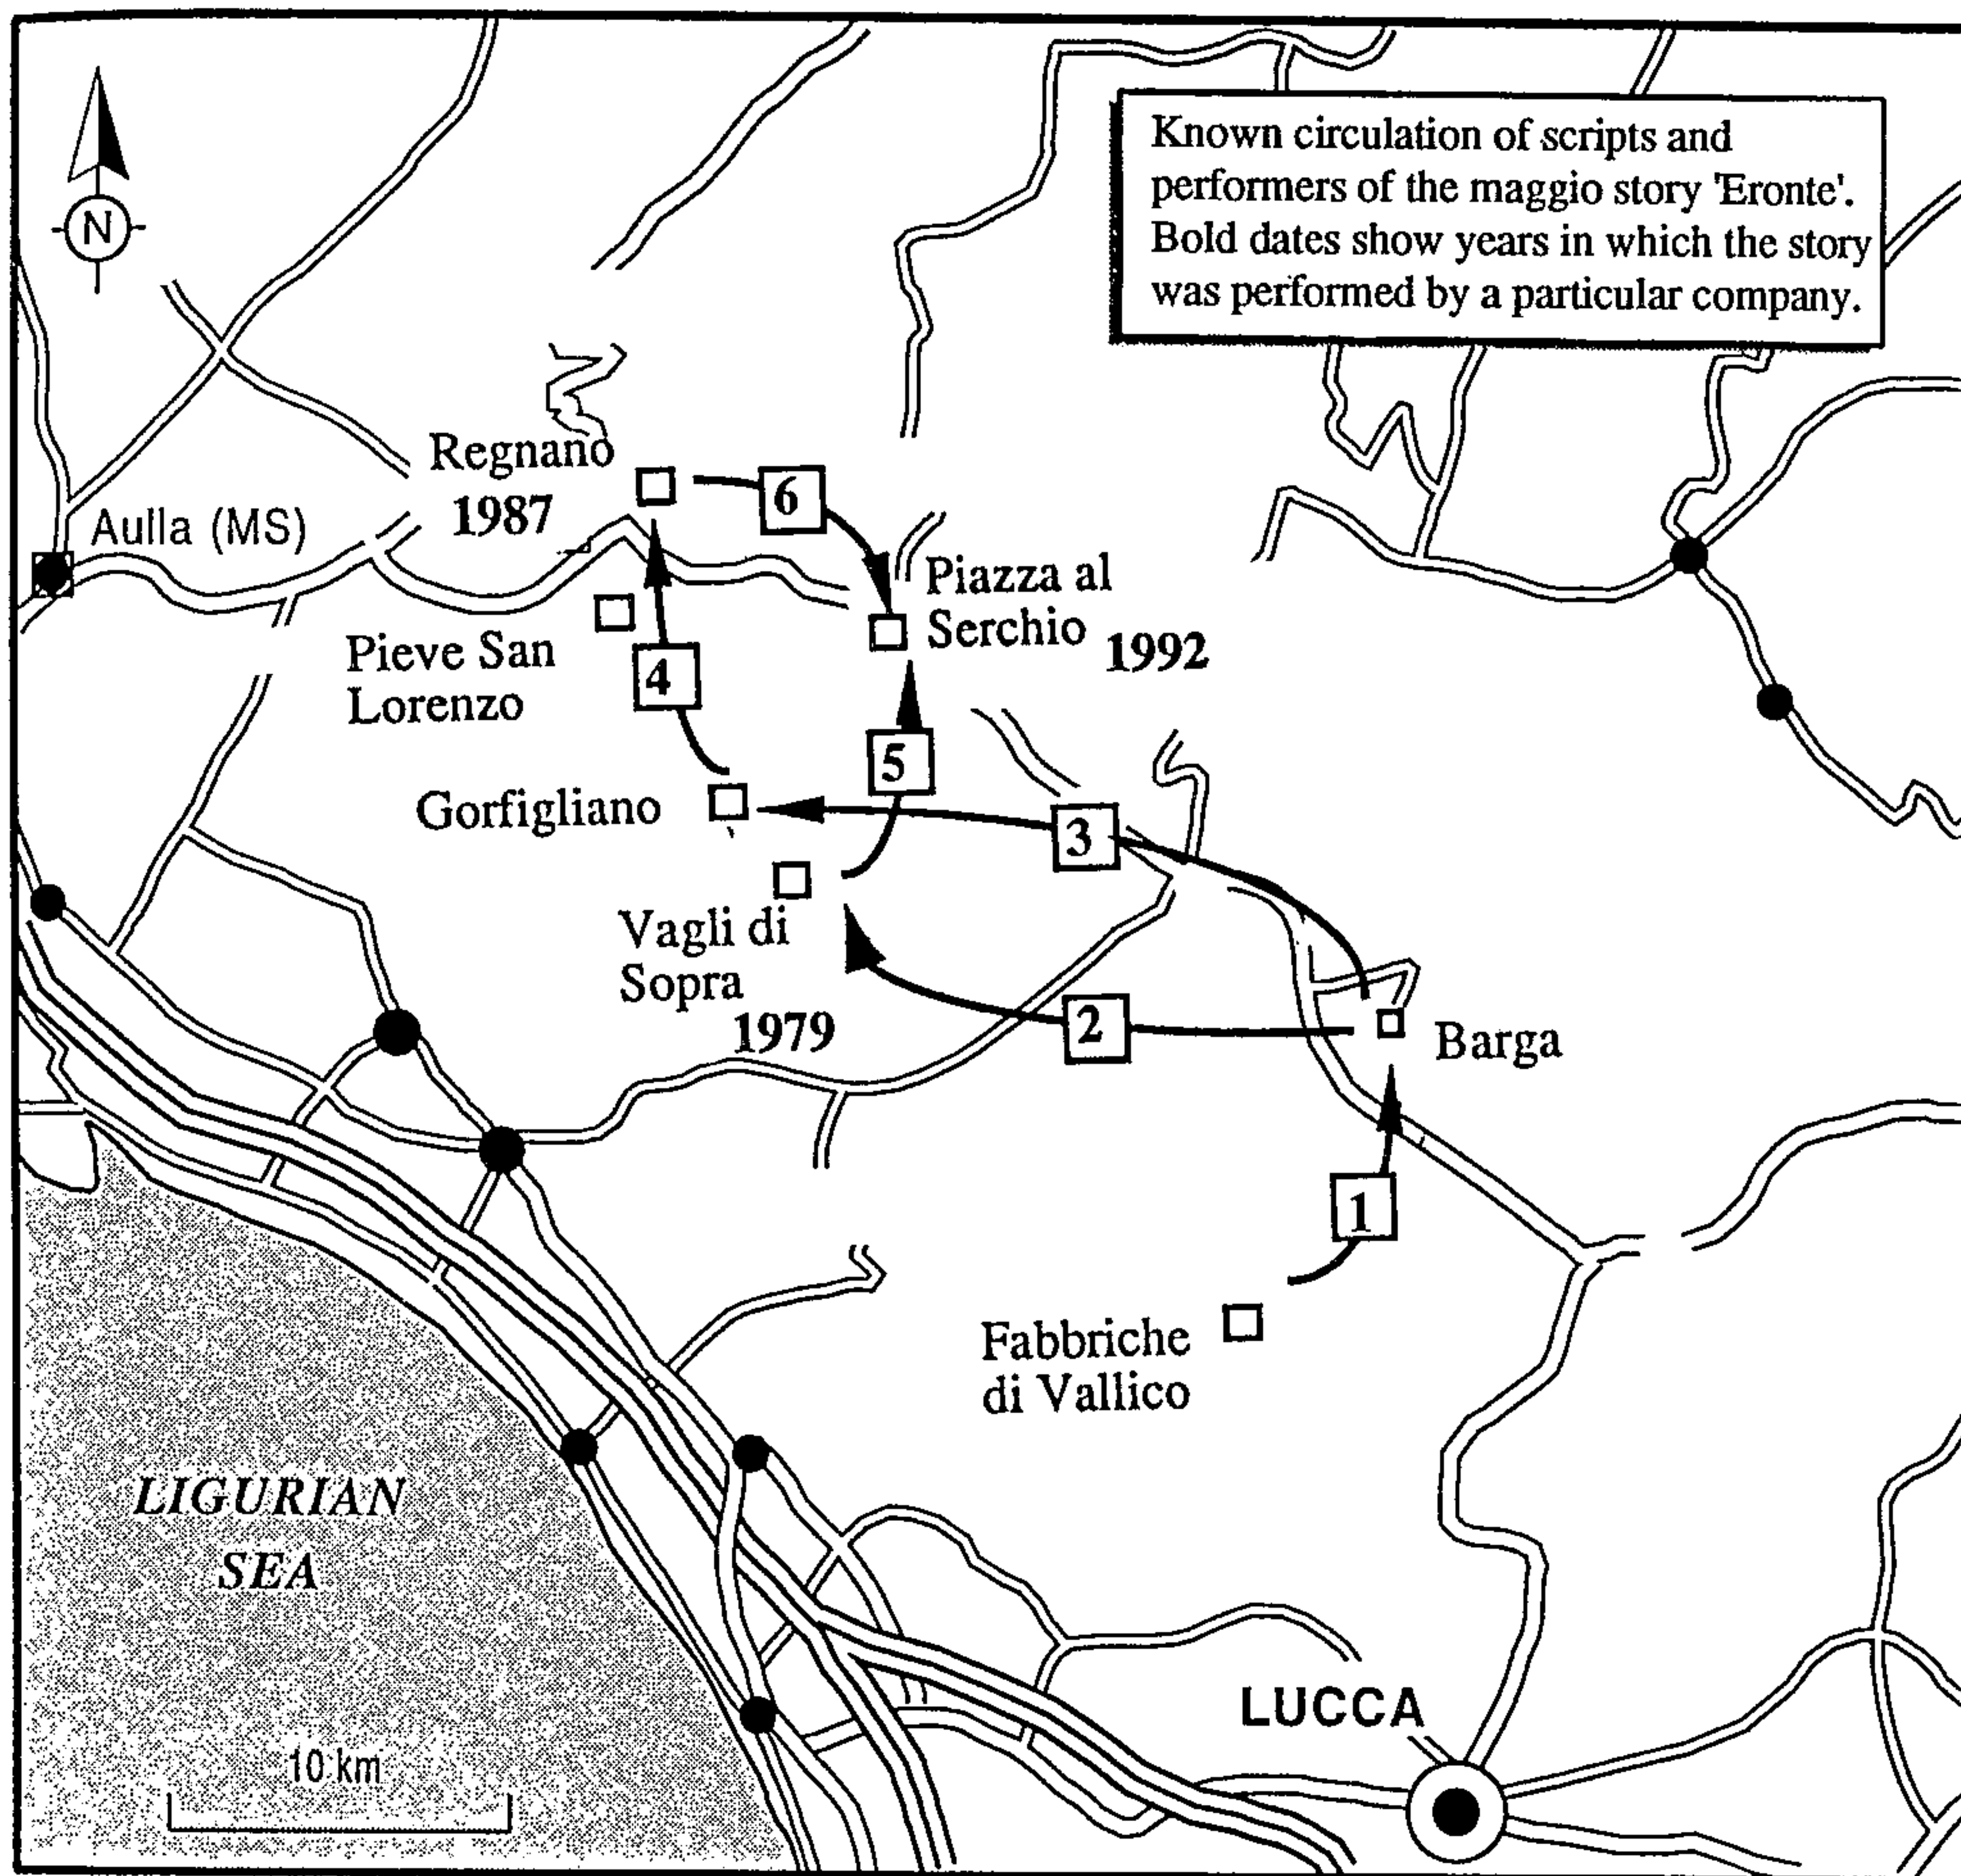 Known circulation of scripts and
performers of the maggio story 'Eronte'.
Bold dates show years in which the story
was performed by a particular company.
N
Regnano
1987
6
Aulla (MS)
Piazza al
Serchio
1992
Pieve San
Lorenzo
4
5
Gorfigliano
3
Vagli di
Sopra
1979
2
Barga
1
Fabbriche
di Vallico
LIGURIAN
SEA
LUCCA
10 km